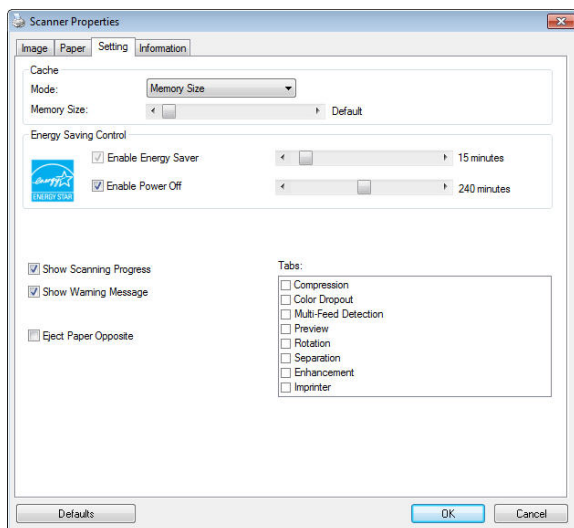 Scanner Properties
Image Paper Setting Information
Cache
Mode: Memory Size
Memory Size: Default
Energy Saving Control
Enable Energy Saver 15 minutes
Enable Power Off 240 minutes
energy
ENERGY STAR
Show Scanning Progress
Show Warning Message
Eject Paper Opposite
Tabs:
Compression
Color Dropout
Multi-Feed Detection
Preview
Rotation
Separation
Enhancement
Imprinter
Defaults OK Cancel